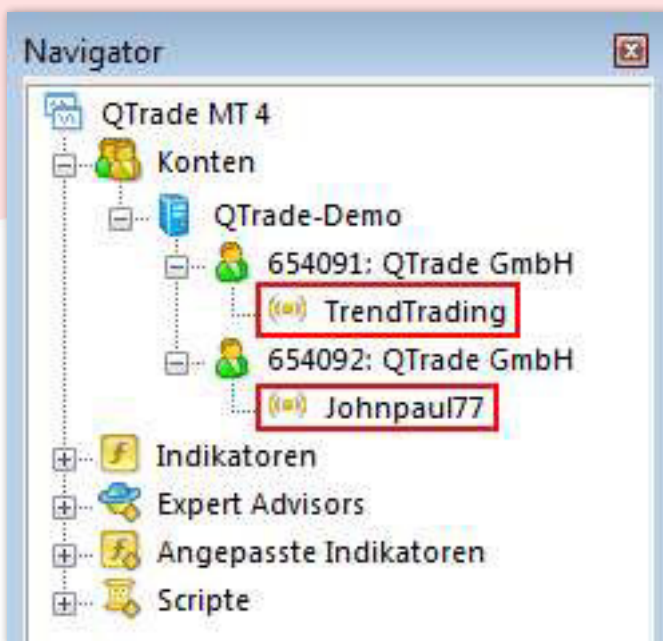 Navigator
QTrade MT 4
Konten
QTrade-Demo
654091: QTrade GmbH
TrendTrading
654092: QTrade GmbH
Johnpaul77
Indikatoren
Expert Advisors
Angepasste Indikatoren
Scripte